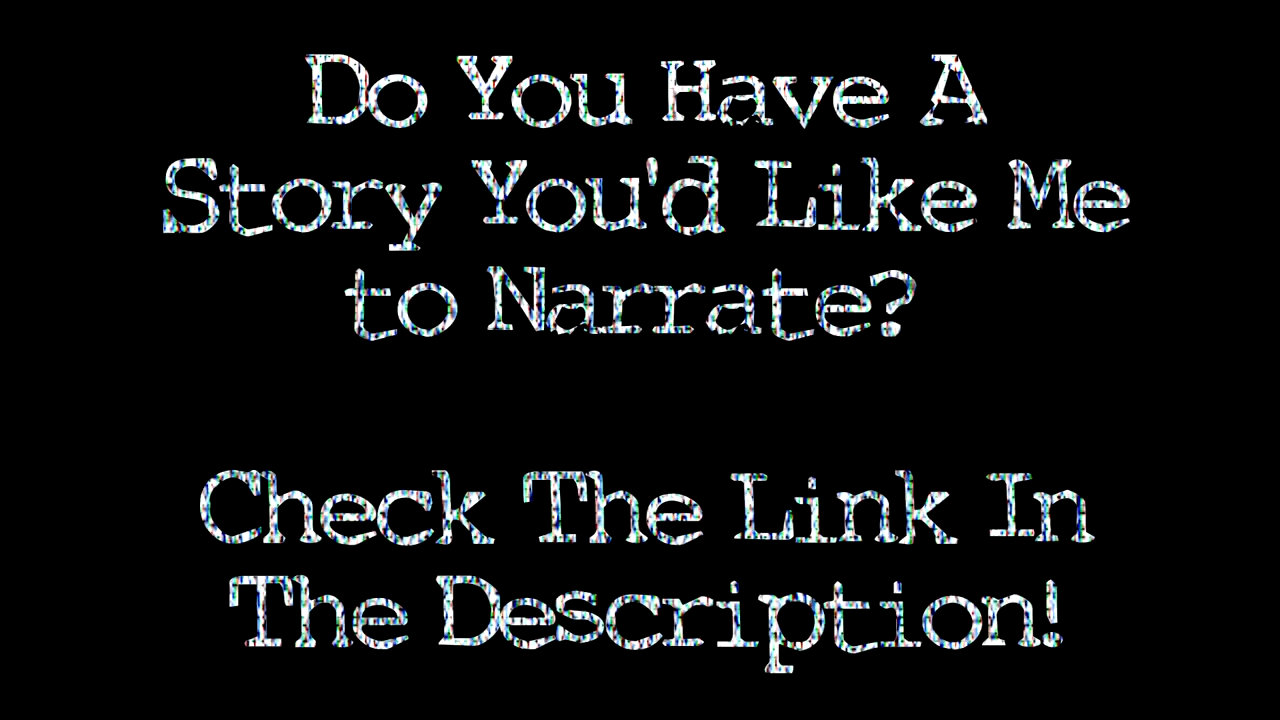 Do You Have A
Story You'd Like Me
to Narrate?
Check The Link In
The Description!